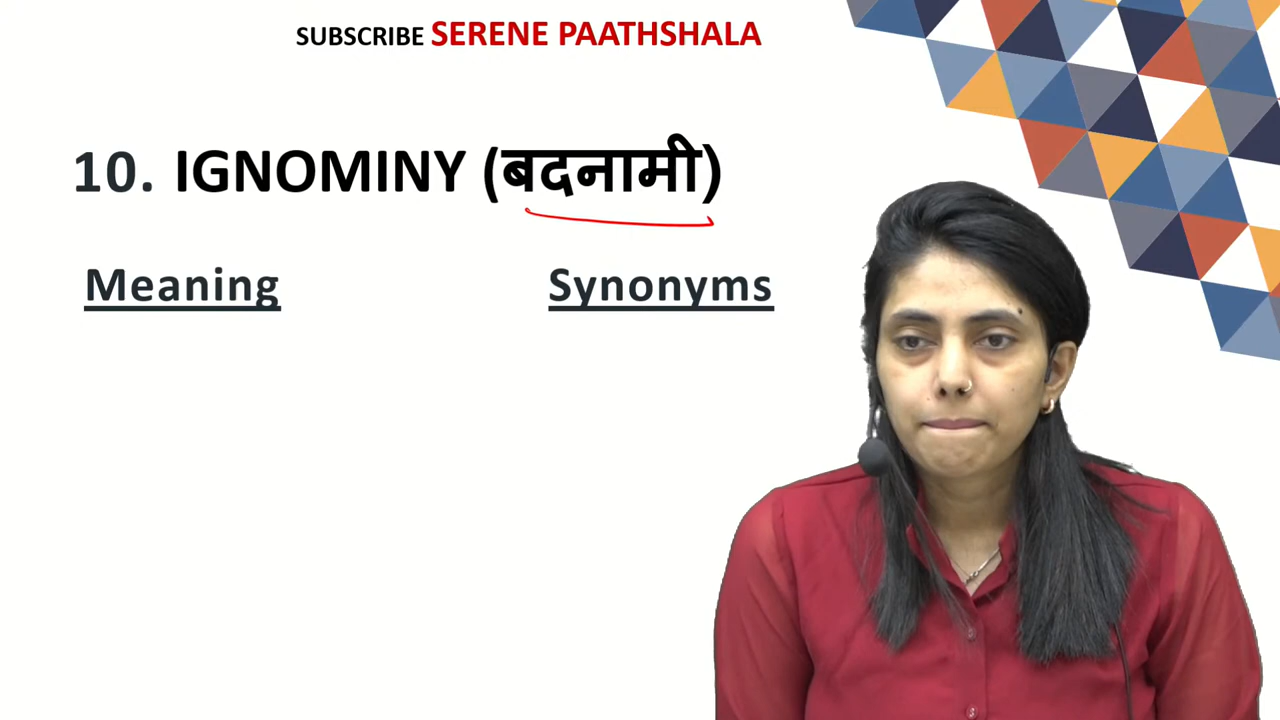 SUBSCRIBE SERENE PAATHSHALA
10. IGNOMINY (बदनामी)
Meaning
Synonyms